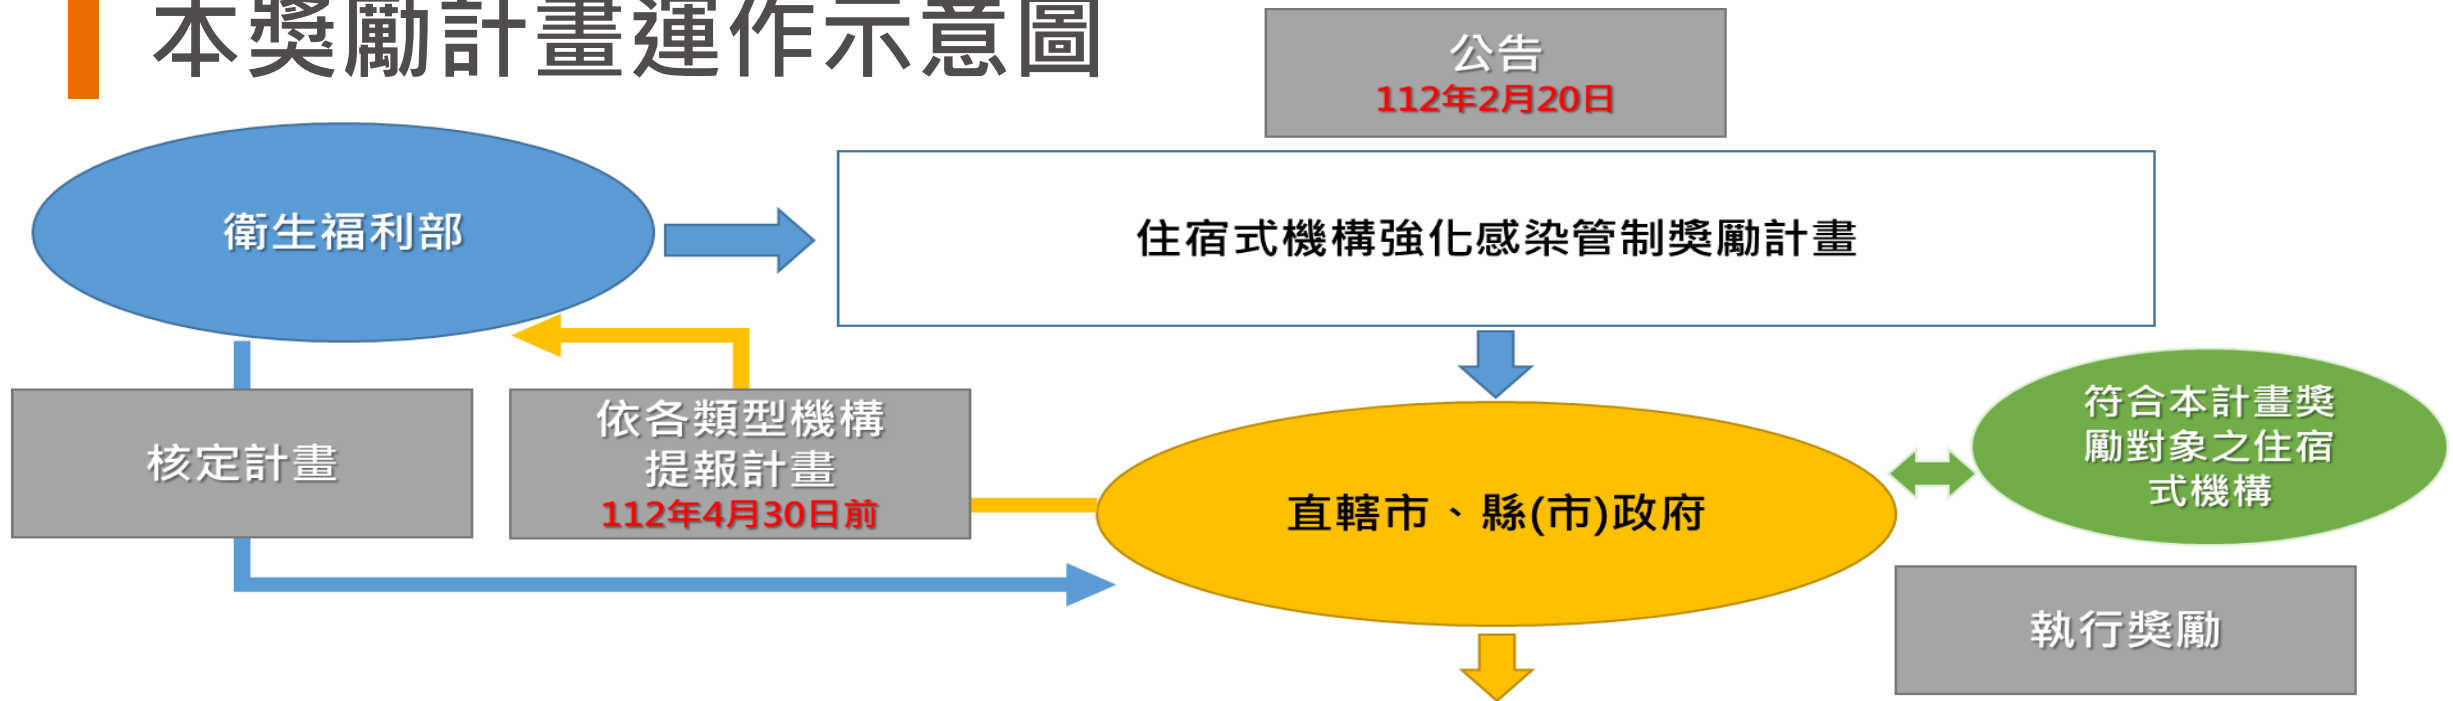 本獎勵計畫運作示意圖
公告
112年2月20日
衛生福利部
住宿式機構強化感染管制獎勵計畫
核定計畫
依各類型機構
提報計畫
112年4月30日前
直轄市、縣(市)政府
符合本計畫獎
勵對象之住宿
式機構
執行獎勵